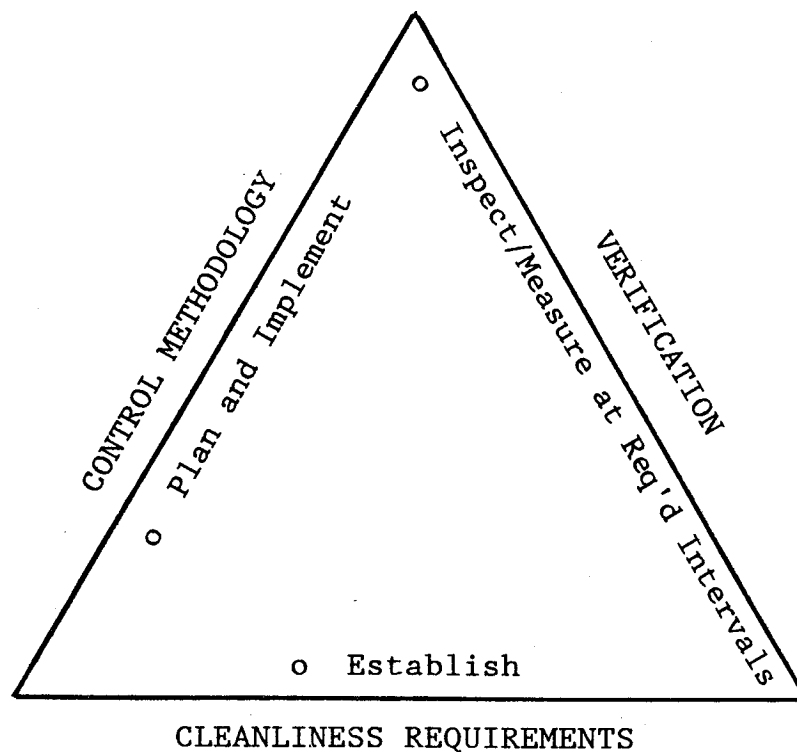 CONTROL METHODOLOGY
o Plan and Implement
o Inspect/Measure at Req'd Intervals
VERIFICATION
o Establish
CLEANLINESS REQUIREMENTS